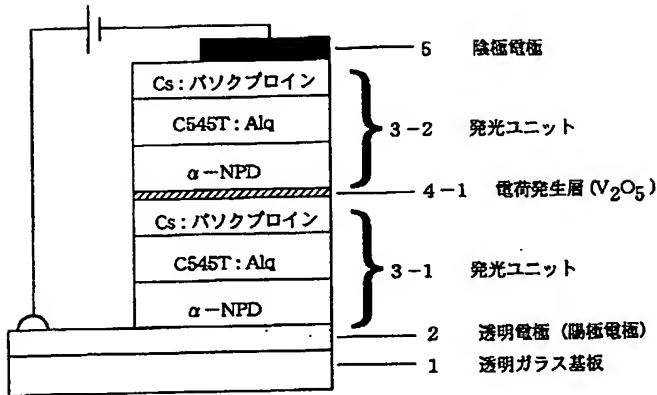 5 陰極電極
Cs:バソクプロイン
C545T:Alq
3-2 発光ユニット
α-NPD
4-1 電荷発生層(V2O5)
Cs:バソクプロイン
C545T:Alq
3-1 発光ユニット
α-NPD
2 透明電極(陽極電極)
1 透明ガラス基板